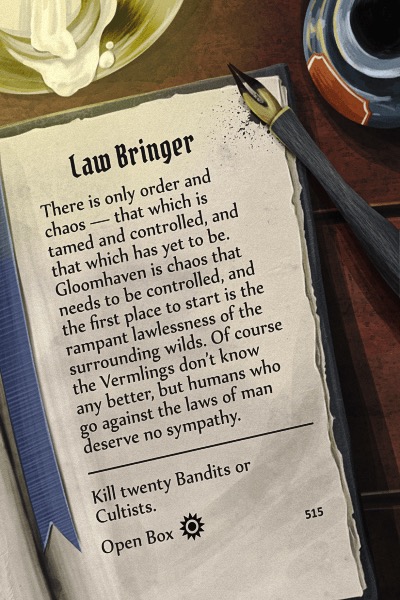 Law Bringer
There is only order and
chaos — that which is
tamed and controlled, and
that which has yet to be.
Gloomhaven is chaos that
needs to be controlled, and
the first place to start is the
rampant lawlessness of the
surrounding wilds. Of course
the Vermlings don't know
any better, but humans who
go against the laws of man
deserve no sympathy.
Kill twenty Bandits or
Cultists.
Open Box
515